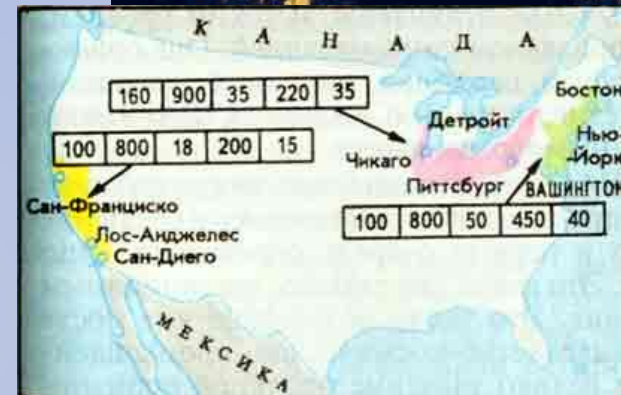 КАНАДА
160 900 35 220 35
Бостон
Детройт
100 800 18 200 15
Чикаго
Нью-
-Йорк
Питтсбург
ВАШИНГТОН
Сан-Франциско
100 800 50 450 40
Лос-Анджелес
Сан-Диего
МЕКСИКА